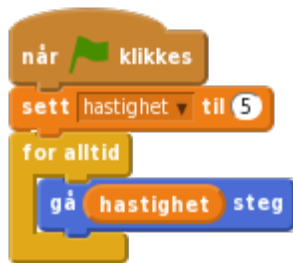 når klikkes
sett hastighet til 5
for alltid
gå hastighet steg